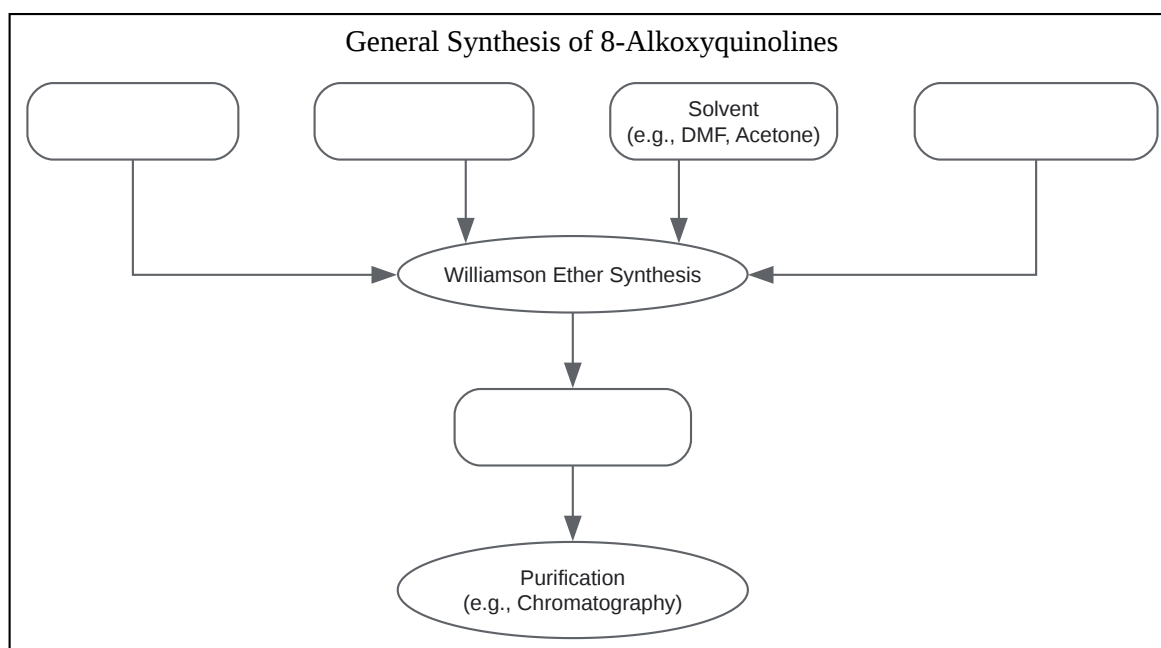 General Synthesis of 8-Alkoxyquinolines
Solvent
(e.g., DMF, Acetone)
Williamson Ether Synthesis
Purification
(e.g., Chromatography)